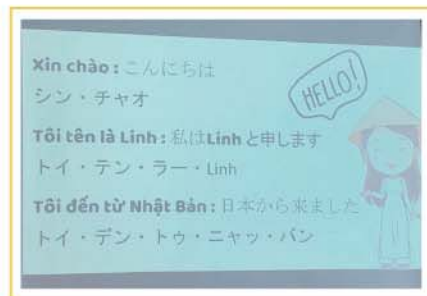 Xin chào : こんにちは
HELLO!
シン・チャオ
Tôi tên là Linh : 私はLinhと申します
トイ・テン・ラー・Linh
Tôi đến từ Nhật Bản : 日本から来ました
トイ・デン・トゥ・ニャッ・バン